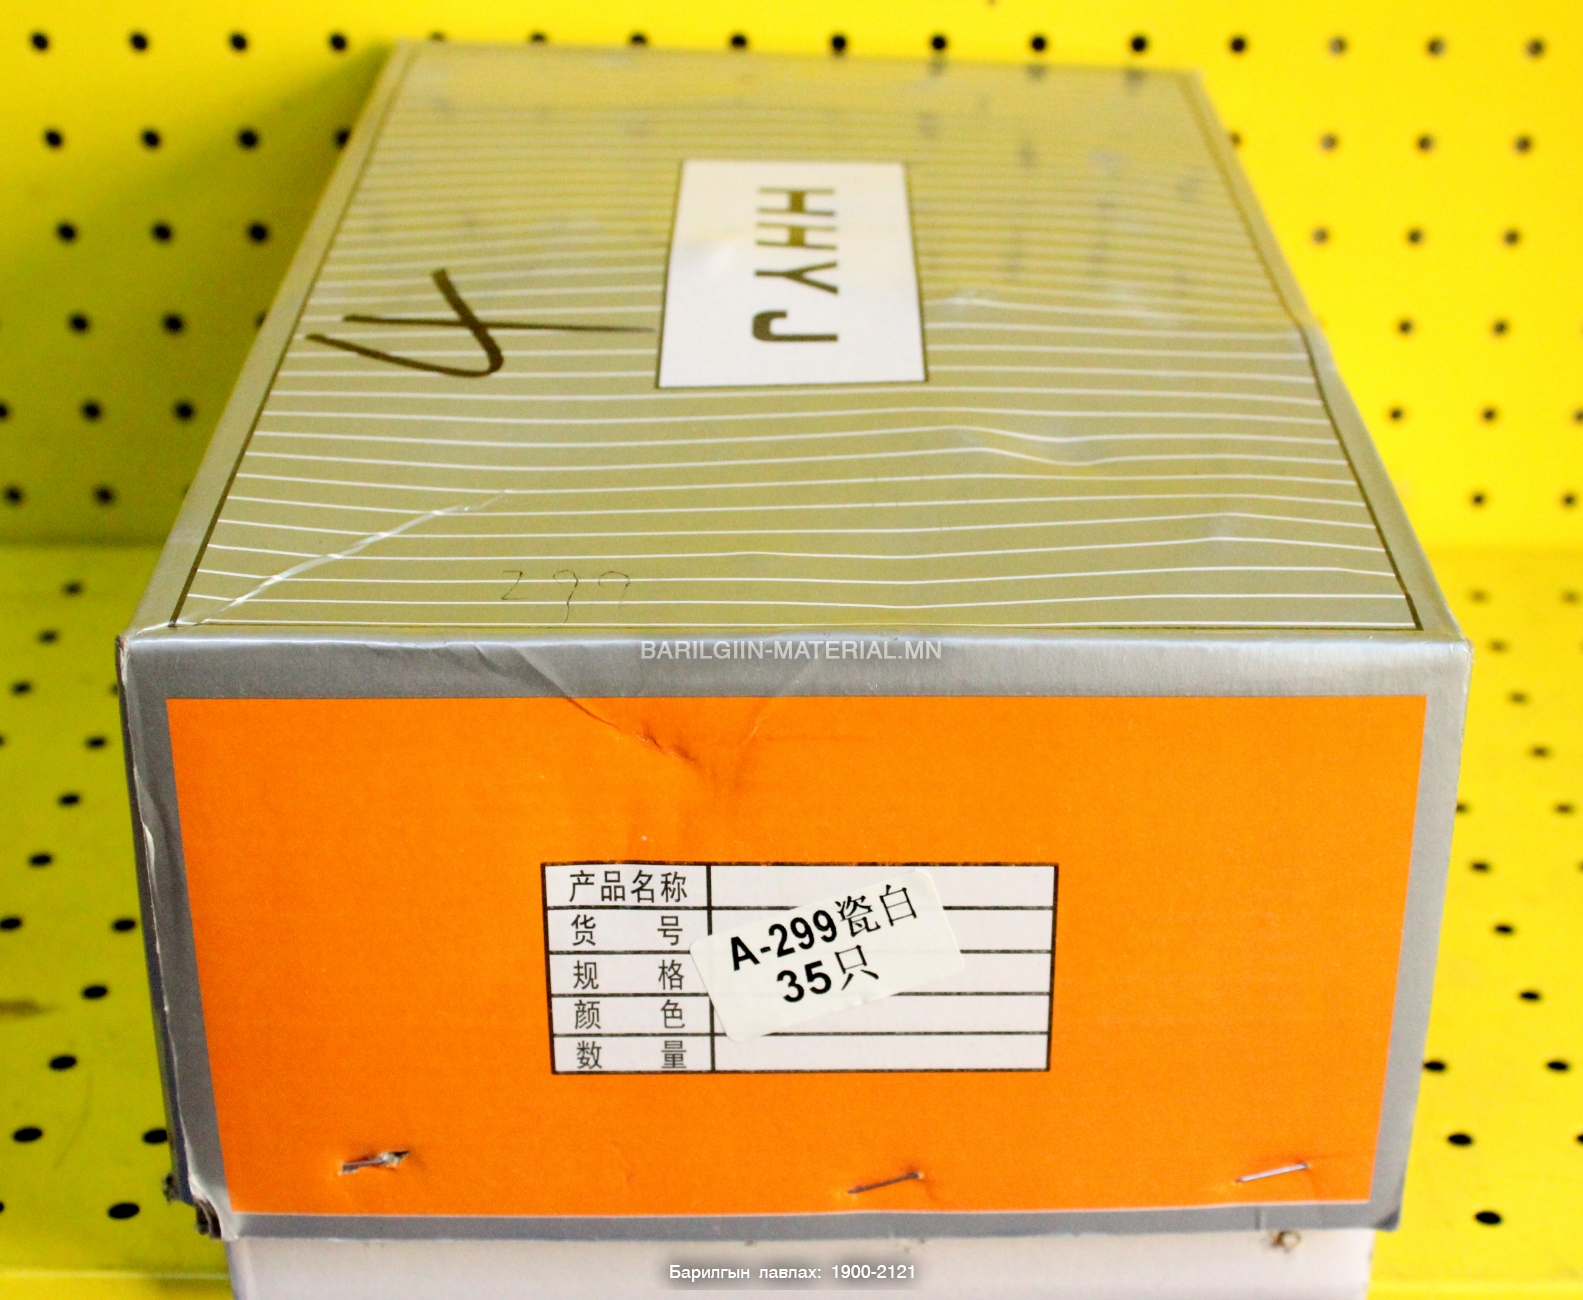 HHYJ
299
BARILGIIN-MATERIAL.MN
产品名称
货号
规格
颜色
数量
A-299瓷白
35只
Барилгын лавлах: 1900-2121